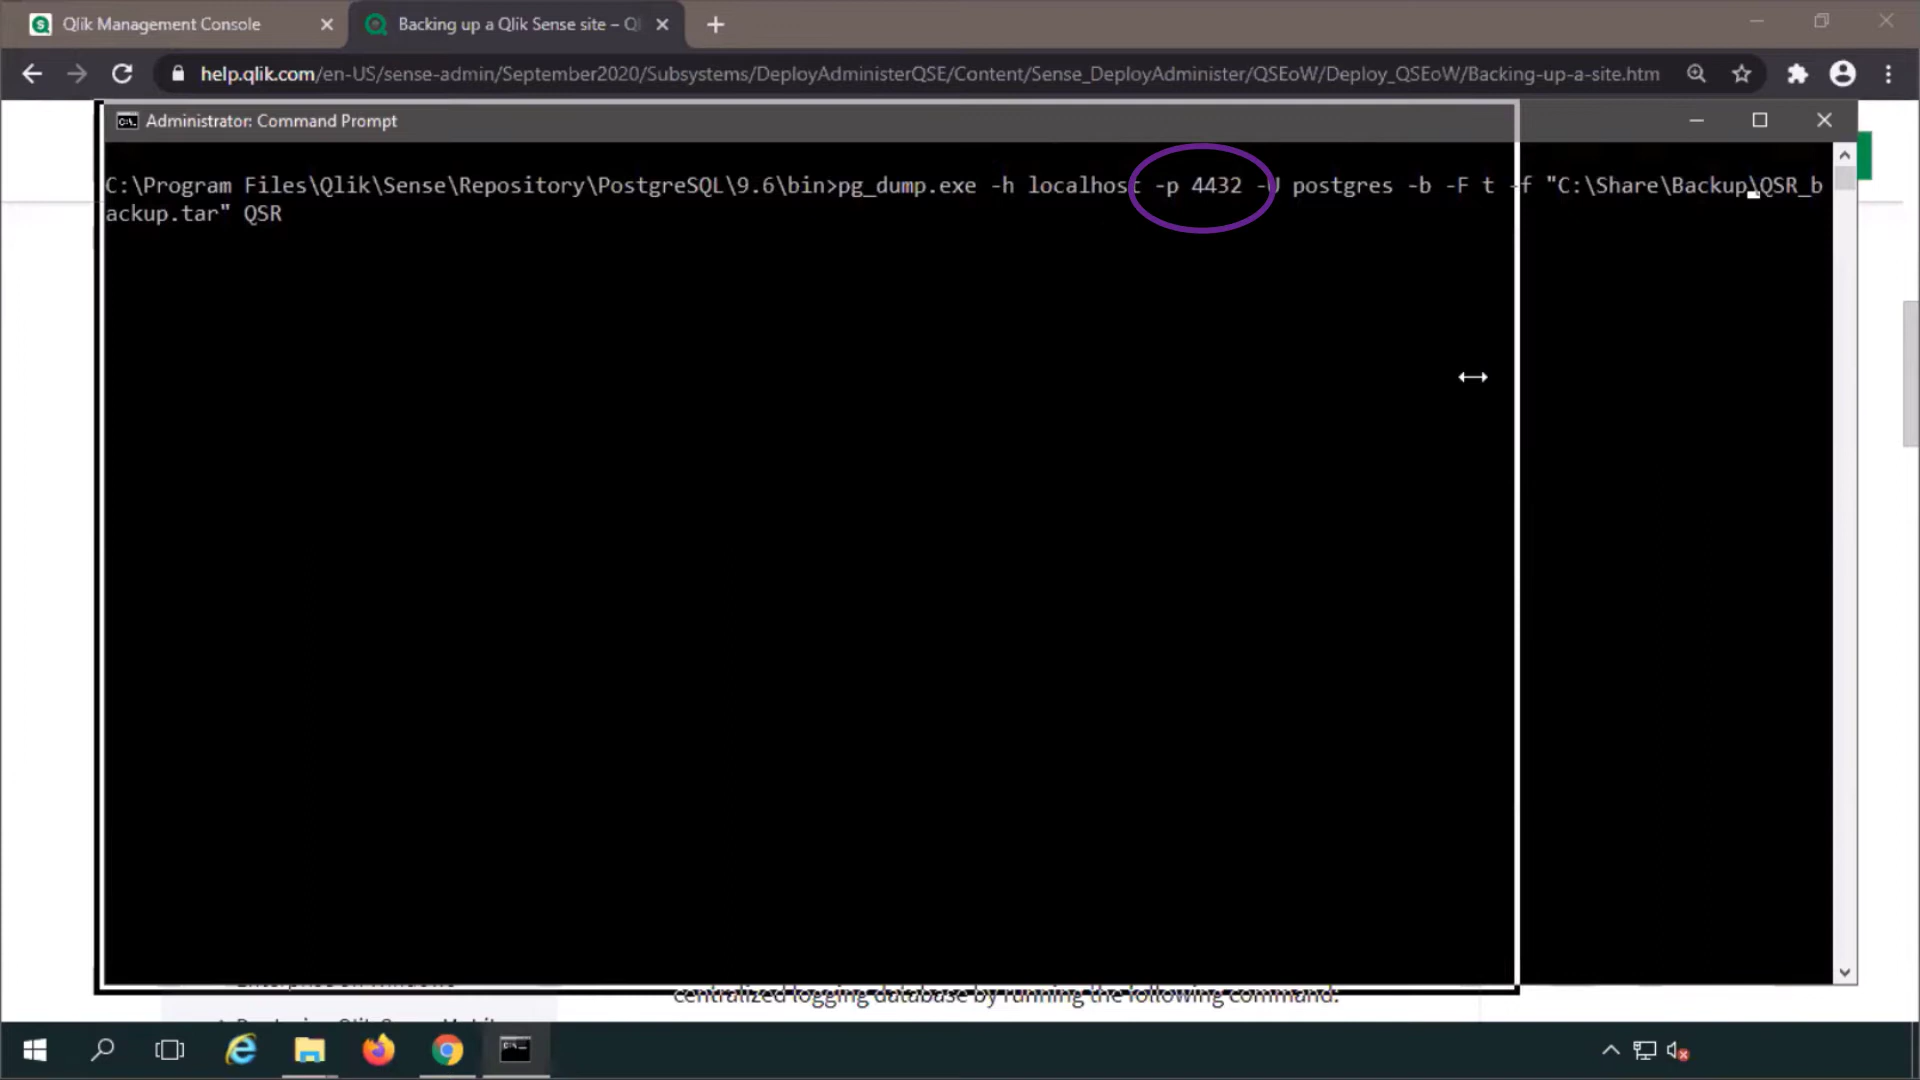 Qlik Management Console
Backing up a Qlik Sense site – Ql
help.qlik.com/en-US/sense-admin/September2020/Subsystems/DeployAdministerQSE/Content/Sense_DeployAdminister/QSEoW/Deploy_QSEoW/Backing-up-a-site.htm
Administrator: Command Prompt
C:\Program Files\Qlik\Sense\Repository\PostgreSQL\9.6\bin>pg_dump.exe -h localhost -p 4432 -U postgres -b -F t -f "C:\Share\Backup\QSR_b
ackup.tar" QSR
centralized logging database by running the following command: